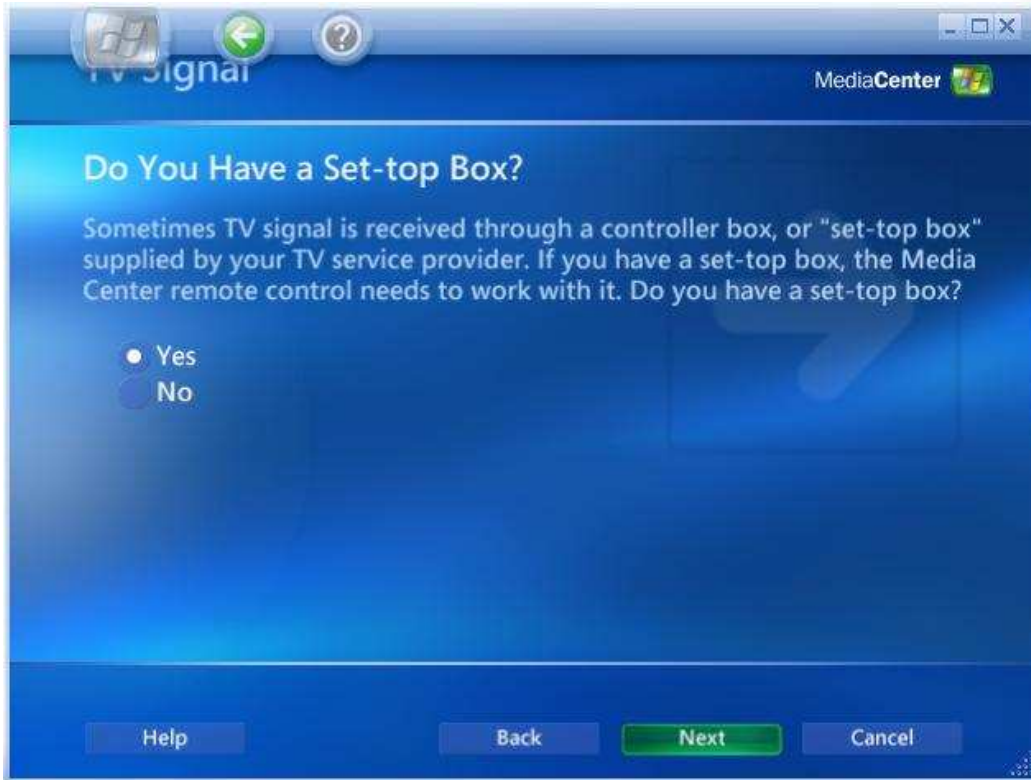 TV Signal
MediaCenter
Do You Have a Set-top Box?
Sometimes TV signal is received through a controller box, or "set-top box"
supplied by your TV service provider. If you have a set-top box, the Media
Center remote control needs to work with it. Do you have a set-top box?
Yes
No
Help
Back
Next
Cancel